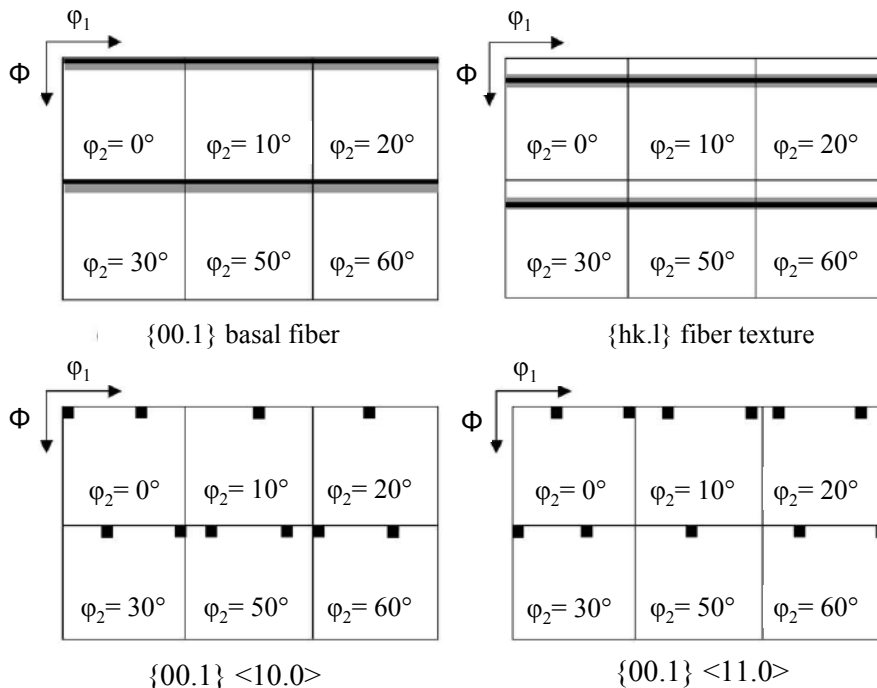 φ1
Φ
φ2= 0° φ2= 10° φ2= 20°
φ2= 30° φ2= 50° φ2= 60°
{00.1} basal fiber
φ1
Φ
φ2= 0° φ2= 10° φ2= 20°
φ2= 30° φ2= 50° φ2= 60°
{hk.l} fiber texture
φ1
Φ
φ2= 0° φ2= 10° φ2= 20°
φ2= 30° φ2= 50° φ2= 60°
{00.1} <10.0>
φ1
Φ
φ2= 0° φ2= 10° φ2= 20°
φ2= 30° φ2= 50° φ2= 60°
{00.1} <11.0>